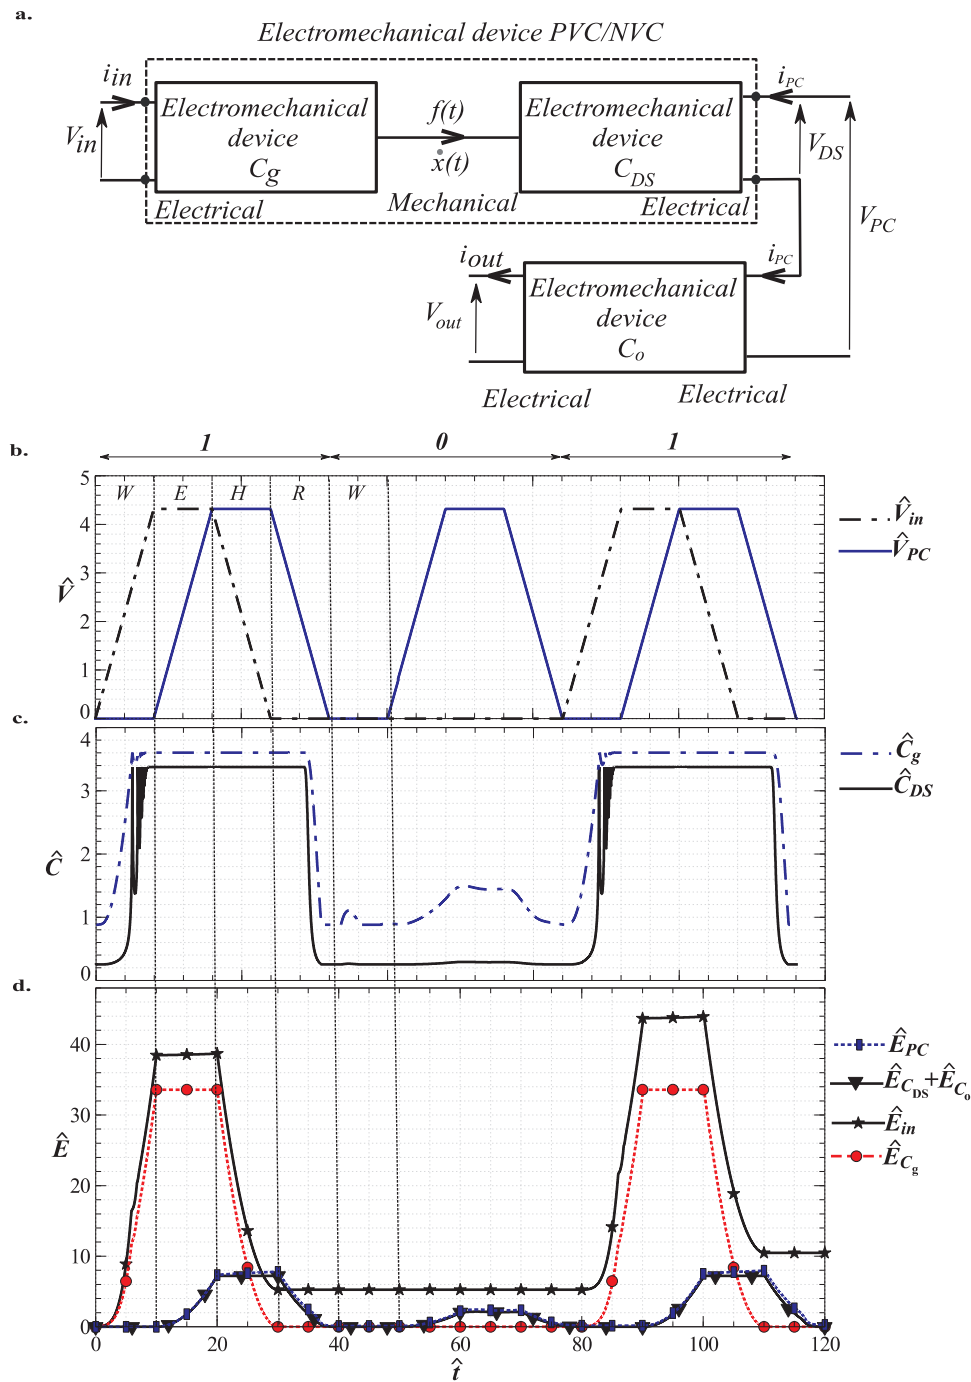 a.
Electromechanical device PVC/NVC
i_in
V_in
Electromechanical
device
C_g
Electrical
f(t)
ẋ(t)
Mechanical
Electromechanical
device
C_DS
Electrical
i_PC
V_DS
V_PC
i_PC
i_out
V_out
Electromechanical
device
C_o
Electrical
Electrical
b.
1 0 1
W E H R W
5
4
3
2
1
0
V̂
V̂_in
V̂_PC
c.
4
3
2
1
0
Ĉ
Ĉ_g
Ĉ_DS
d.
40
30
20
10
0
Ê
Ê_PC
Ê_C_DS+Ê_C_o
Ê_in
Ê_C_g
0 20 40 60 80 100 120
t̂